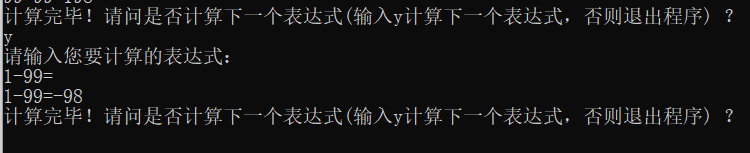 计算完毕！请问是否计算下一个表达式(输入y计算下一个表达式，否则退出程序) ？
y
请输入您要计算的表达式：
1-99=
1-99=-98
计算完毕！请问是否计算下一个表达式(输入y计算下一个表达式，否则退出程序) ？